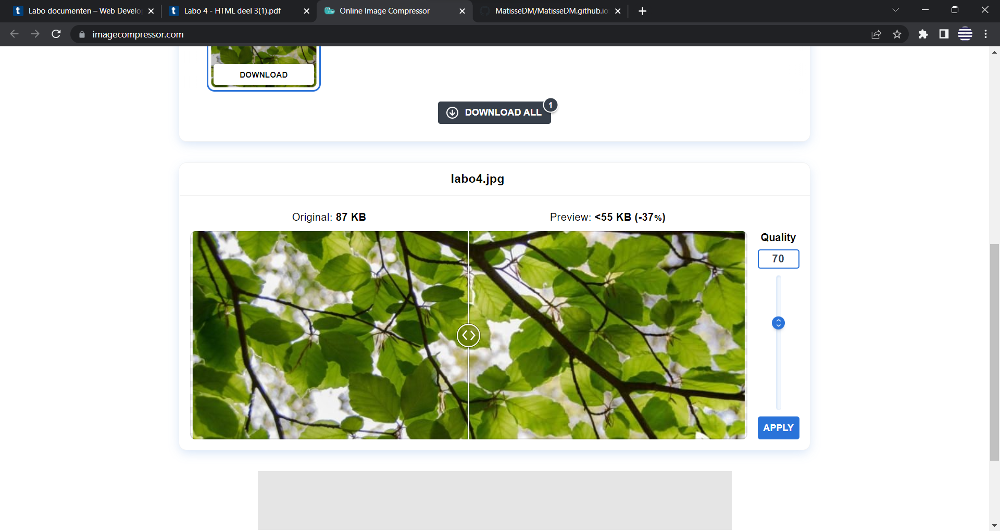 Labo documenten – Web Develo
Labo 4 - HTML deel 3(1).pdf
Online Image Compressor
MatisseDM/MatisseDM.github.io
imagecompressor.com
DOWNLOAD
DOWNLOAD ALL
1
labo4.jpg
Original: 87 KB
Preview: <55 KB (-37%)
Quality
70
APPLY